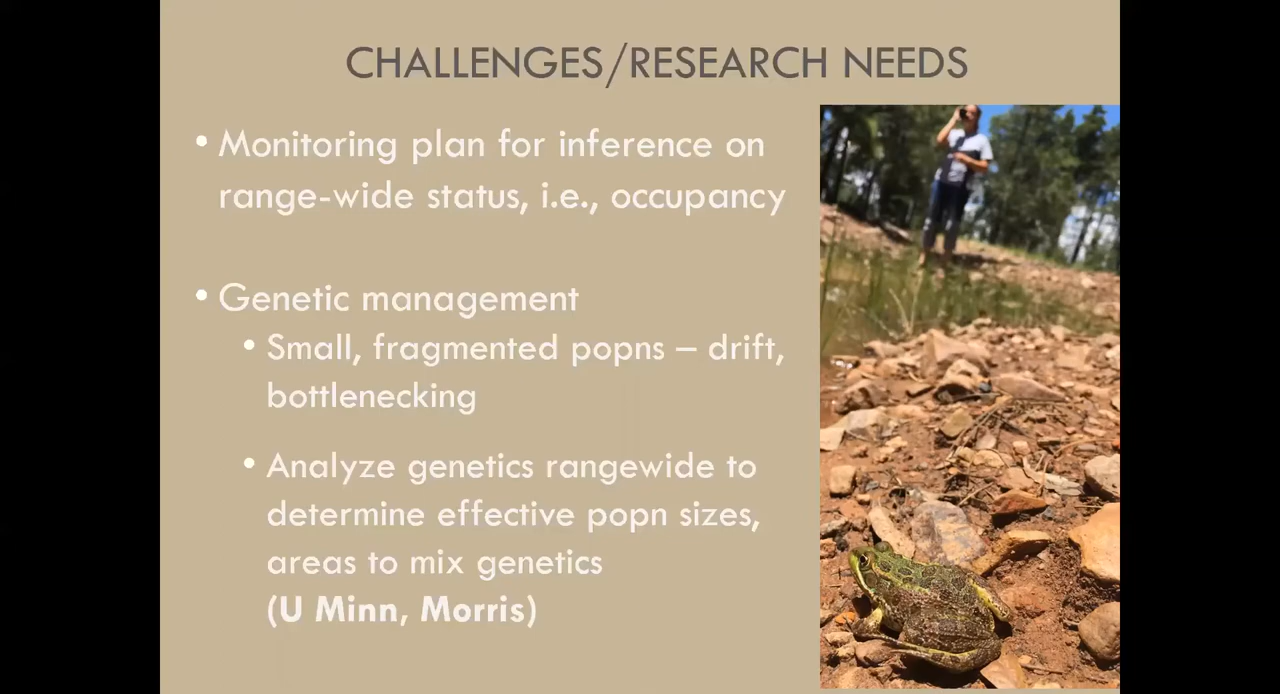 CHALLENGES/RESEARCH NEEDS
• Monitoring plan for inference on
range-wide status, i.e., occupancy
• Genetic management
• Small, fragmented popns – drift,
bottlenecking
• Analyze genetics rangewide to
determine effective popn sizes,
areas to mix genetics
(U Minn, Morris)